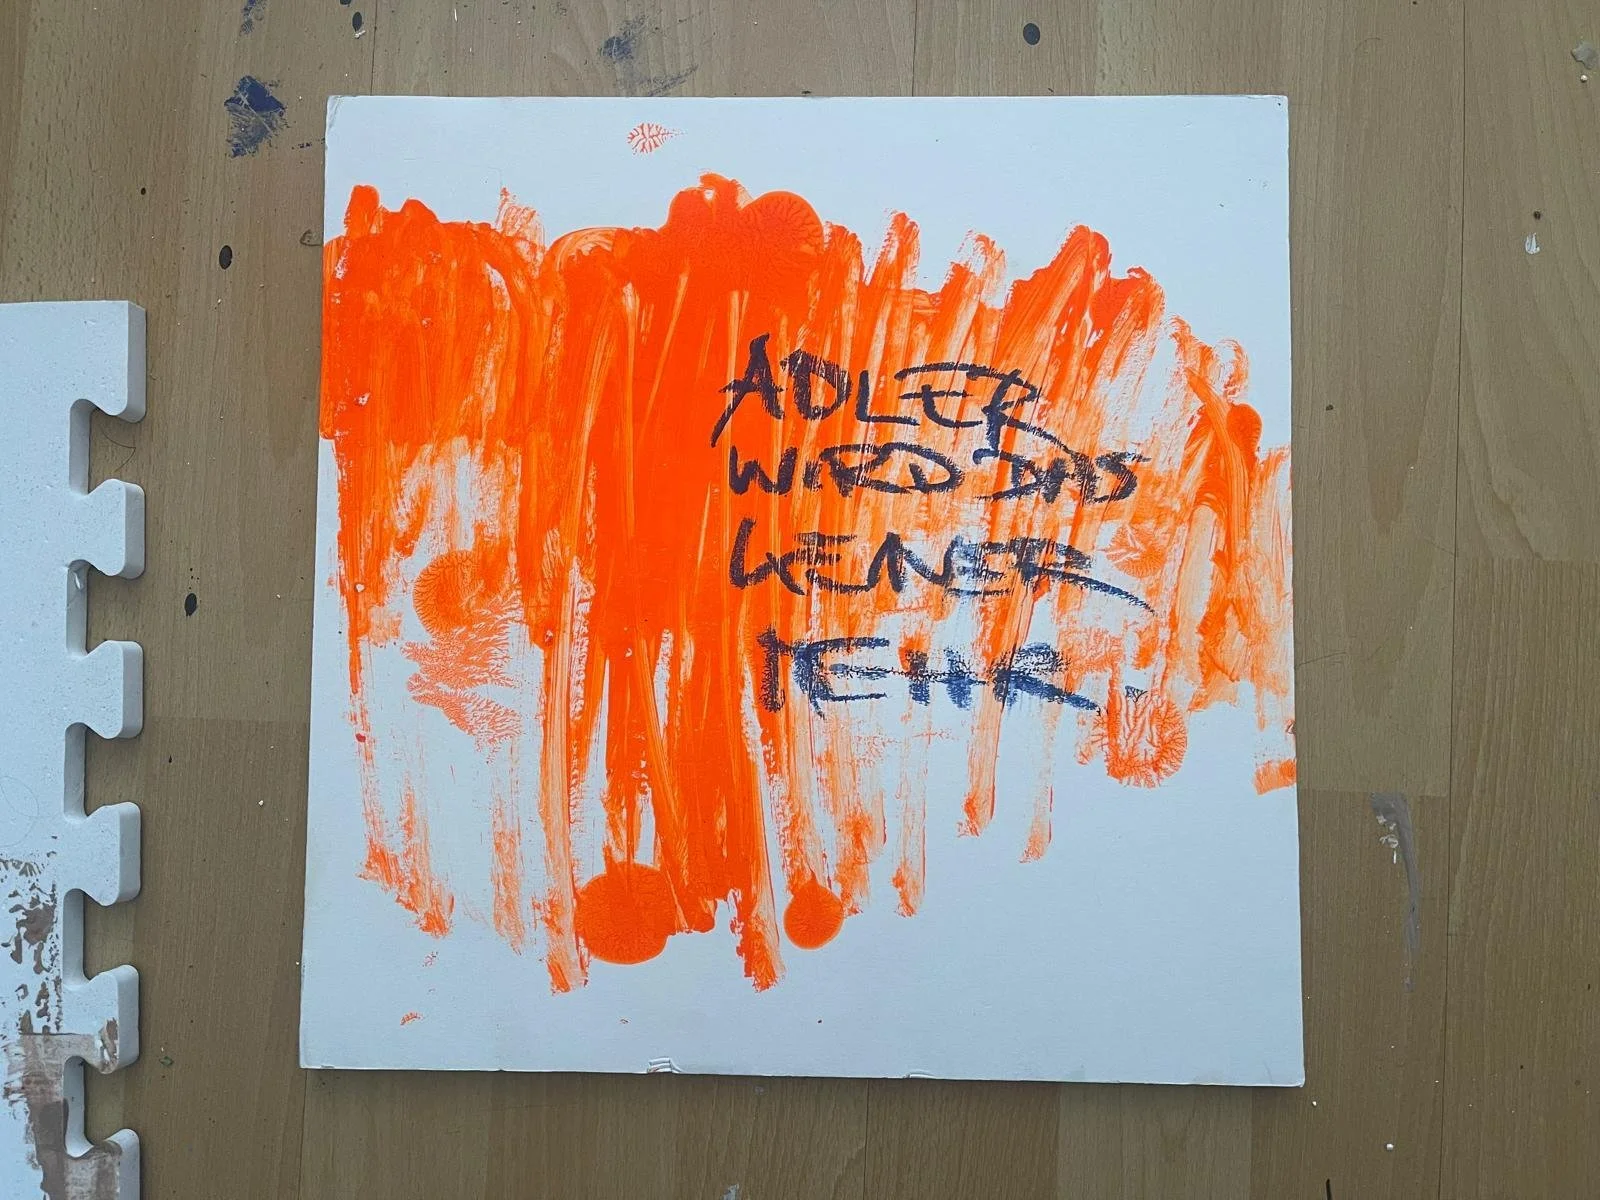 ADLER
WIRD DAS
KEINER
MEHR